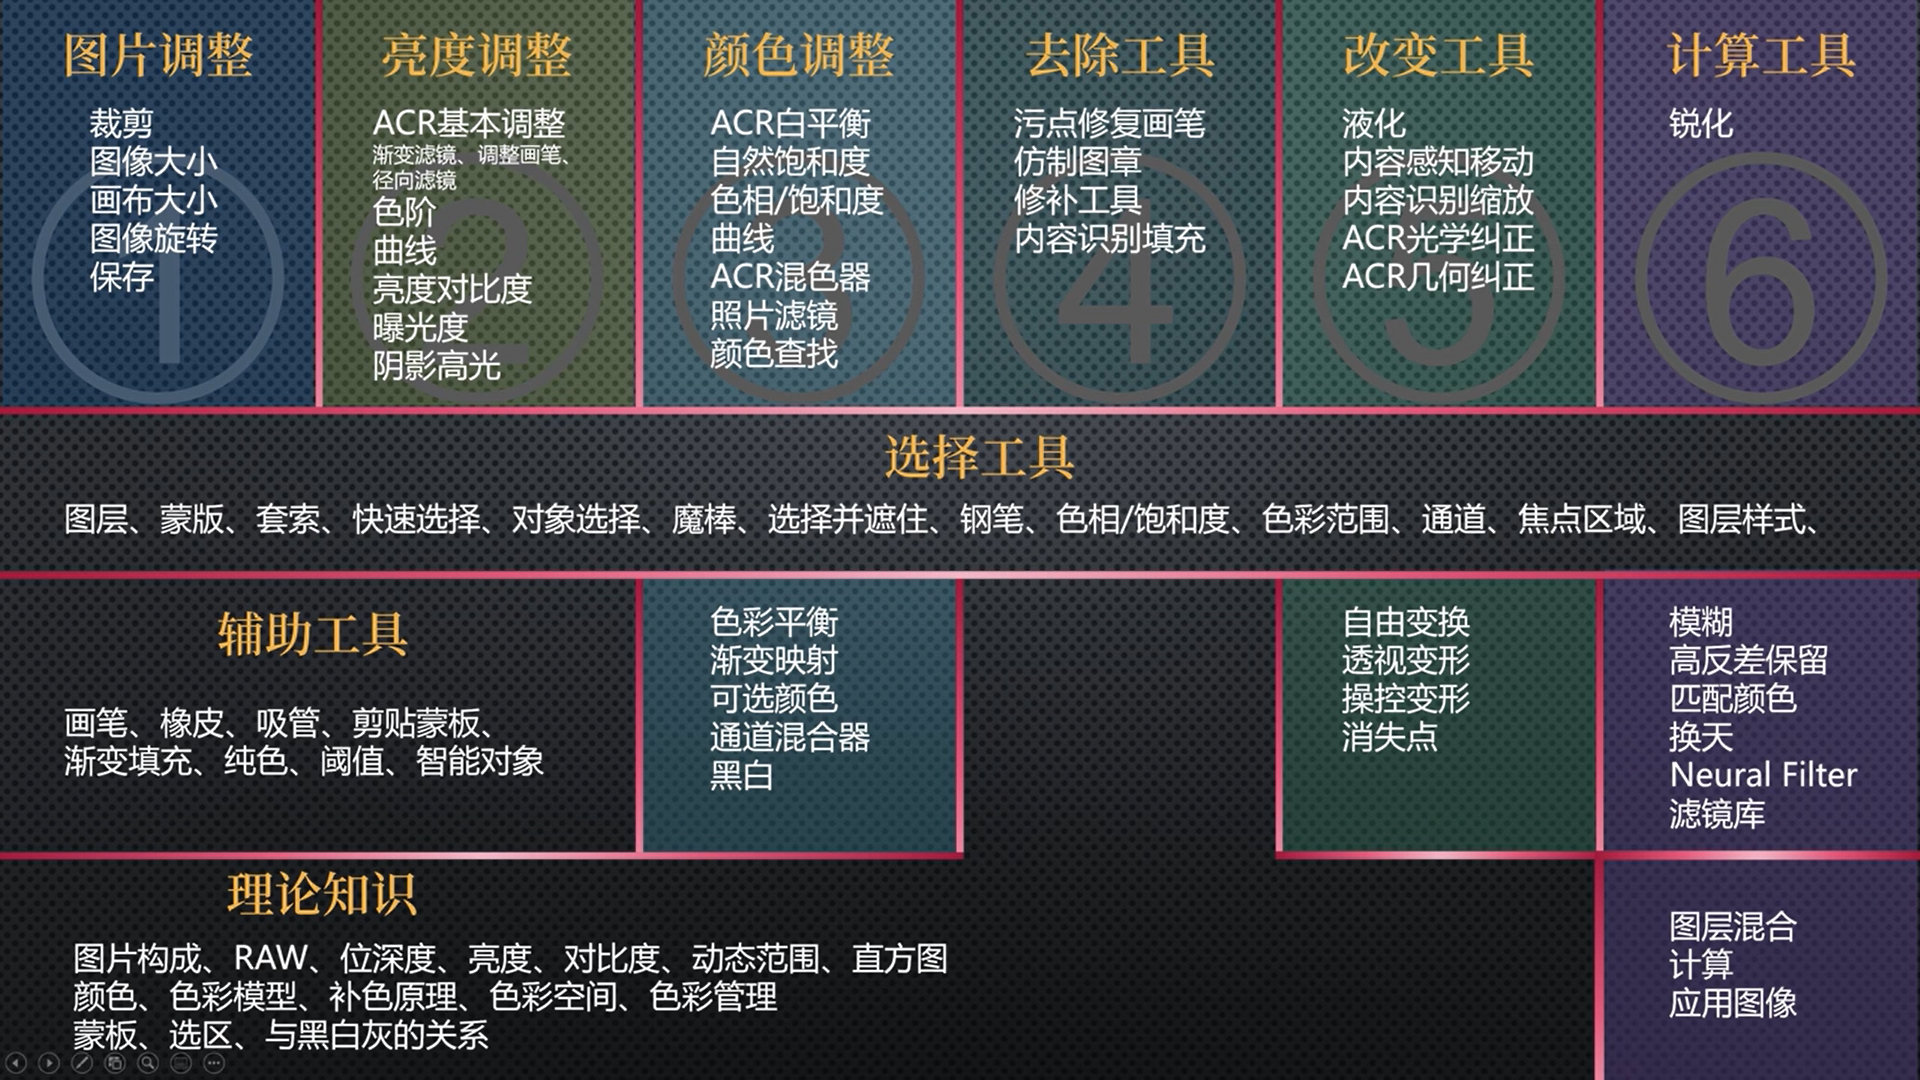 图片调整
裁剪
图像大小
画布大小
图像旋转
保存
①
亮度调整
ACR基本调整
渐变滤镜、调整画笔、
径向滤镜
色阶
曲线
亮度对比度
曝光度
阴影高光
②
颜色调整
ACR白平衡
自然饱和度
色相/饱和度
曲线
ACR混色器
照片滤镜
颜色查找
③
去除工具
污点修复画笔
仿制图章
修补工具
内容识别填充
④
改变工具
液化
内容感知移动
内容识别缩放
ACR光学纠正
ACR几何纠正
⑤
计算工具
锐化
⑥
选择工具
图层、蒙版、套索、快速选择、对象选择、魔棒、选择并遮住、钢笔、色相/饱和度、色彩范围、通道、焦点区域、图层样式、
辅助工具
画笔、橡皮、吸管、剪贴蒙板、
渐变填充、纯色、阈值、智能对象
色彩平衡
渐变映射
可选颜色
通道混合器
黑白
自由变换
透视变形
操控变形
消失点
模糊
高反差保留
匹配颜色
换天
Neural Filter
滤镜库
理论知识
图片构成、RAW、位深度、亮度、对比度、动态范围、直方图
颜色、色彩模型、补色原理、色彩空间、色彩管理
蒙板、选区、与黑白灰的关系
图层混合
计算
应用图像